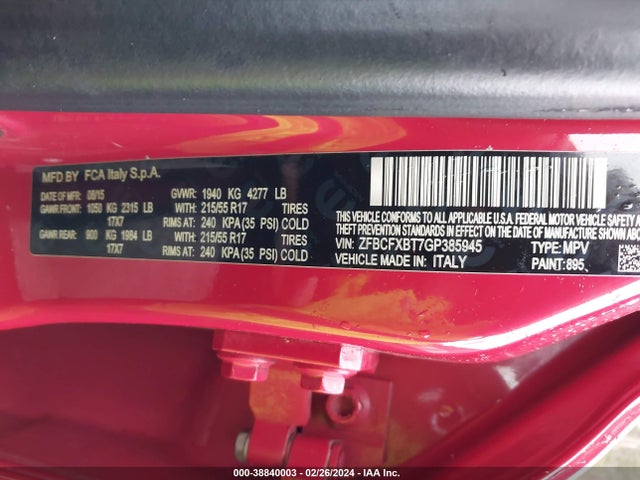 MFD BY FCA Italy S.p.A.
DATE OF MFR: 08/15 GVWR: 1940 KG 4277 LB
GAWR FRONT: 1050 KG 2315 LB WITH: 215/55 R17 TIRES
17X7 RIMS AT: 240 KPA (35 PSI) COLD
GAWR REAR: 900 KG 1984 LB WITH: 215/55 R17 TIRES
17X7 RIMS AT: 240 KPA (35 PSI) COLD
THIS VEHICLE CONFORMS TO ALL APPLICABLE U.S.A. FEDERAL MOTOR VEHICLE SAFETY, BUMPER, AND
THEFT PREVENTION STANDARDS IN EFFECT ON THE DATE OF MANUFACTURE SHOWN ABO
VIN: ZFBCFXBT7GP385945 TYPE: MPV
VEHICLE MADE IN: ITALY PAINT: 895
000-38840003 — 02/26/2024 — IAA Inc.